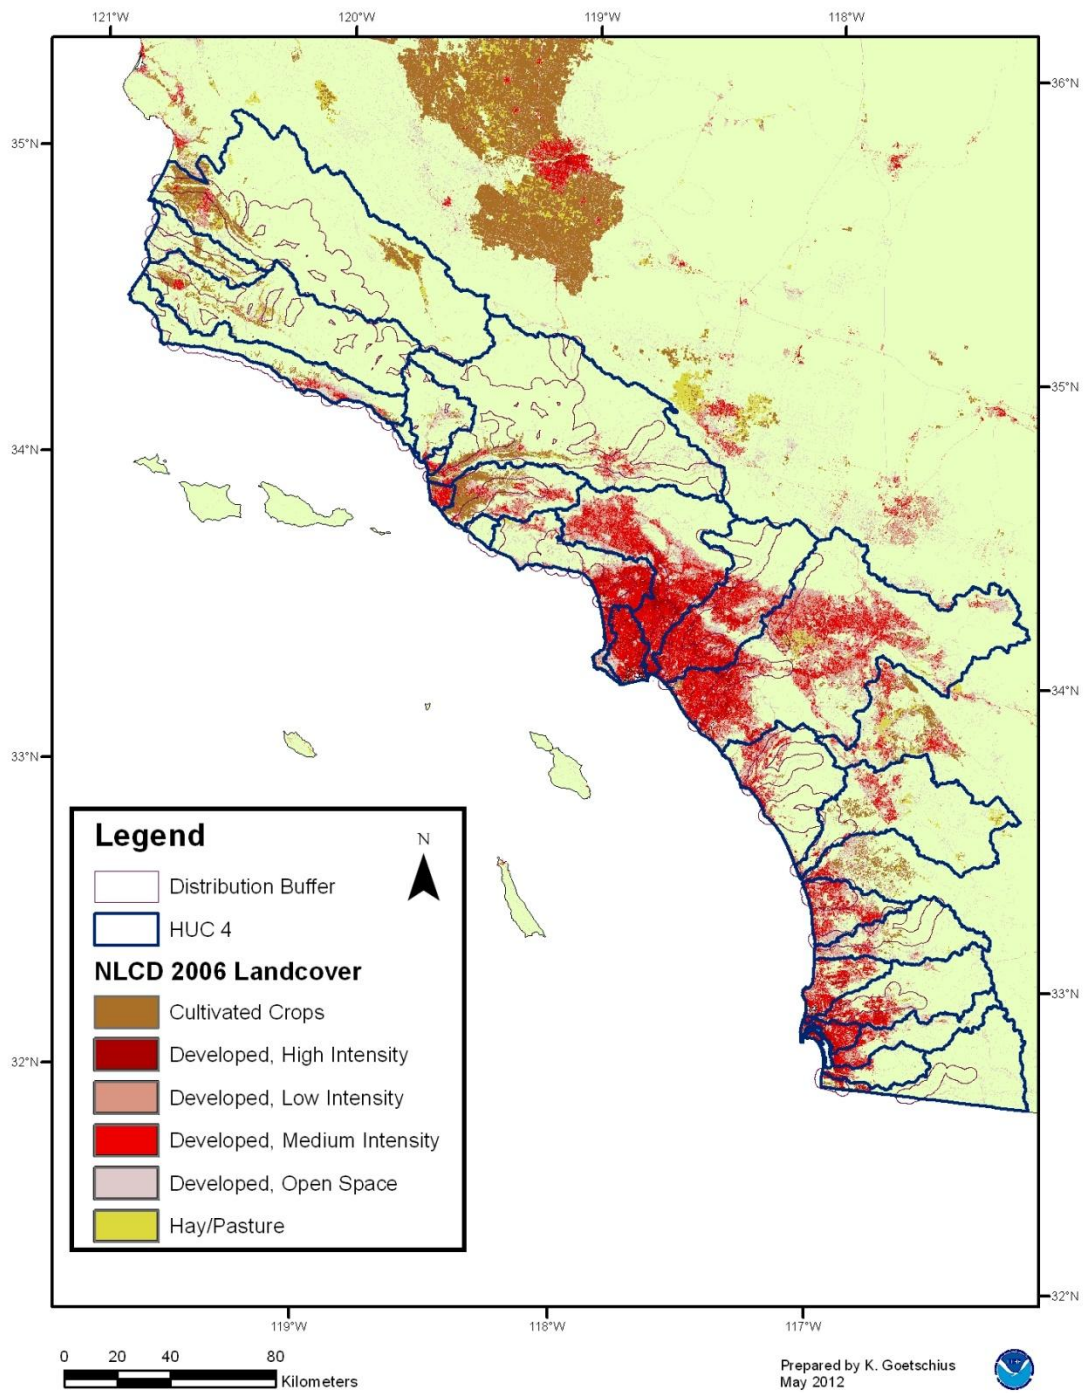 121°W 120°W 119°W 118°W
36°N
35°N
35°N
34°N
34°N
33°N
33°N
32°N
32°N
Legend
N
Distribution Buffer
HUC 4
NLCD 2006 Landcover
Cultivated Crops
Developed, High Intensity
Developed, Low Intensity
Developed, Medium Intensity
Developed, Open Space
Hay/Pasture
119°W 118°W 117°W
0 20 40 80
Kilometers
Prepared by K. Goetschius
May 2012